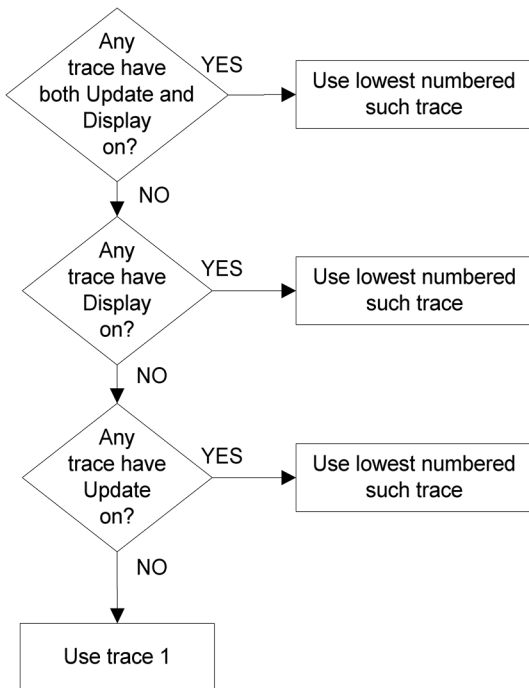 Any
trace have
both Update and
Display
on?
YES
Use lowest numbered
such trace
NO
Any
trace have
Display
on?
YES
Use lowest numbered
such trace
NO
Any
trace have
Update
on?
YES
Use lowest numbered
such trace
NO
Use trace 1